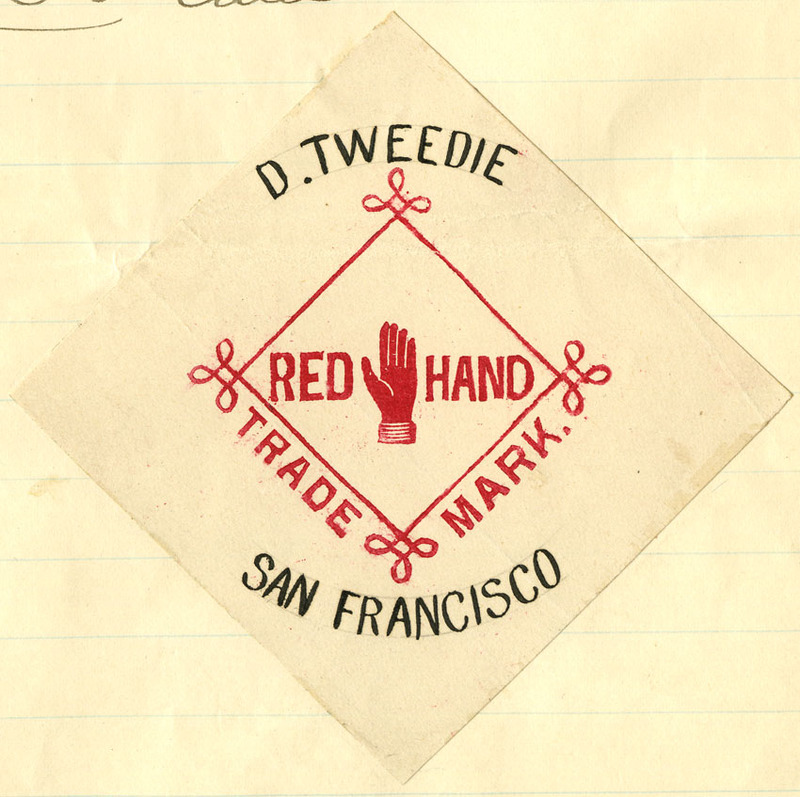 D. TWEEDIE
RED HAND
TRADE MARK.
SAN FRANCISCO